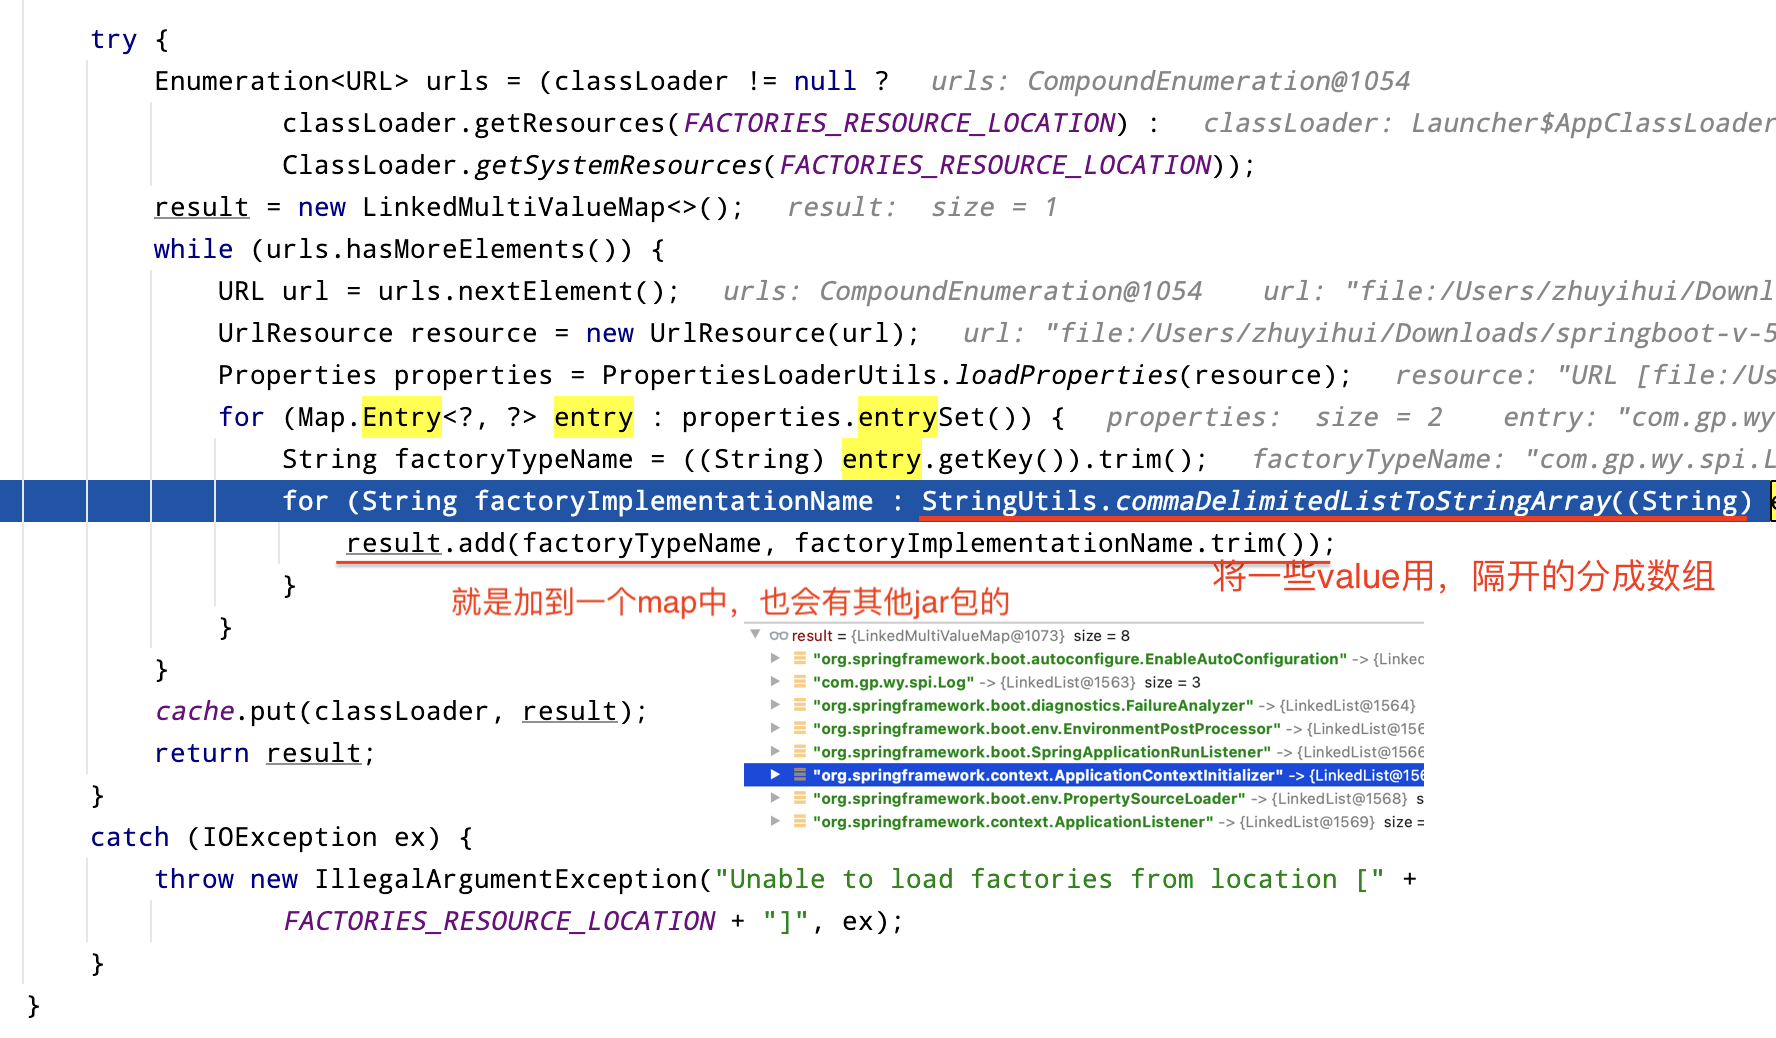 try {
Enumeration<URL> urls = (classLoader != null ?   urls: CompoundEnumeration@1054
classLoader.getResources(FACTORIES_RESOURCE_LOCATION) :   classLoader: Launcher$AppClassLoader
ClassLoader.getSystemResources(FACTORIES_RESOURCE_LOCATION));
result = new LinkedMultiValueMap<>();   result:  size = 1
while (urls.hasMoreElements()) {
URL url = urls.nextElement();   urls: CompoundEnumeration@1054    url: "file:/Users/zhuyihui/Downl
UrlResource resource = new UrlResource(url);   url: "file:/Users/zhuyihui/Downloads/springboot-v-5
Properties properties = PropertiesLoaderUtils.loadProperties(resource);   resource: "URL [file:/Us
for (Map.Entry<?, ?> entry : properties.entrySet()) {   properties:  size = 2    entry: "com.gp.wy
String factoryTypeName = ((String) entry.getKey()).trim();   factoryTypeName: "com.gp.wy.spi.L
for (String factoryImplementationName : StringUtils.commaDelimitedListToStringArray((String) e
result.add(factoryTypeName, factoryImplementationName.trim());
将一些value用，隔开的分成数组
}
就是加到一个map中，也会有其他jar包的
}
result = {LinkedMultiValueMap@1073} size = 8
"org.springframework.boot.autoconfigure.EnableAutoConfiguration" -> {Linked
}
"com.gp.wy.spi.Log" -> {LinkedList@1563} size = 3
"org.springframework.boot.diagnostics.FailureAnalyzer" -> {LinkedList@1564}
cache.put(classLoader, result);
"org.springframework.boot.env.EnvironmentPostProcessor" -> {LinkedList@156
"org.springframework.boot.SpringApplicationRunListener" -> {LinkedList@1566
return result;
"org.springframework.context.ApplicationContextInitializer" -> {LinkedList@156
}
"org.springframework.boot.env.PropertySourceLoader" -> {LinkedList@1568} s
"org.springframework.context.ApplicationListener" -> {LinkedList@1569} size =
catch (IOException ex) {
throw new IllegalArgumentException("Unable to load factories from location [" +
FACTORIES_RESOURCE_LOCATION + "]", ex);
}
}